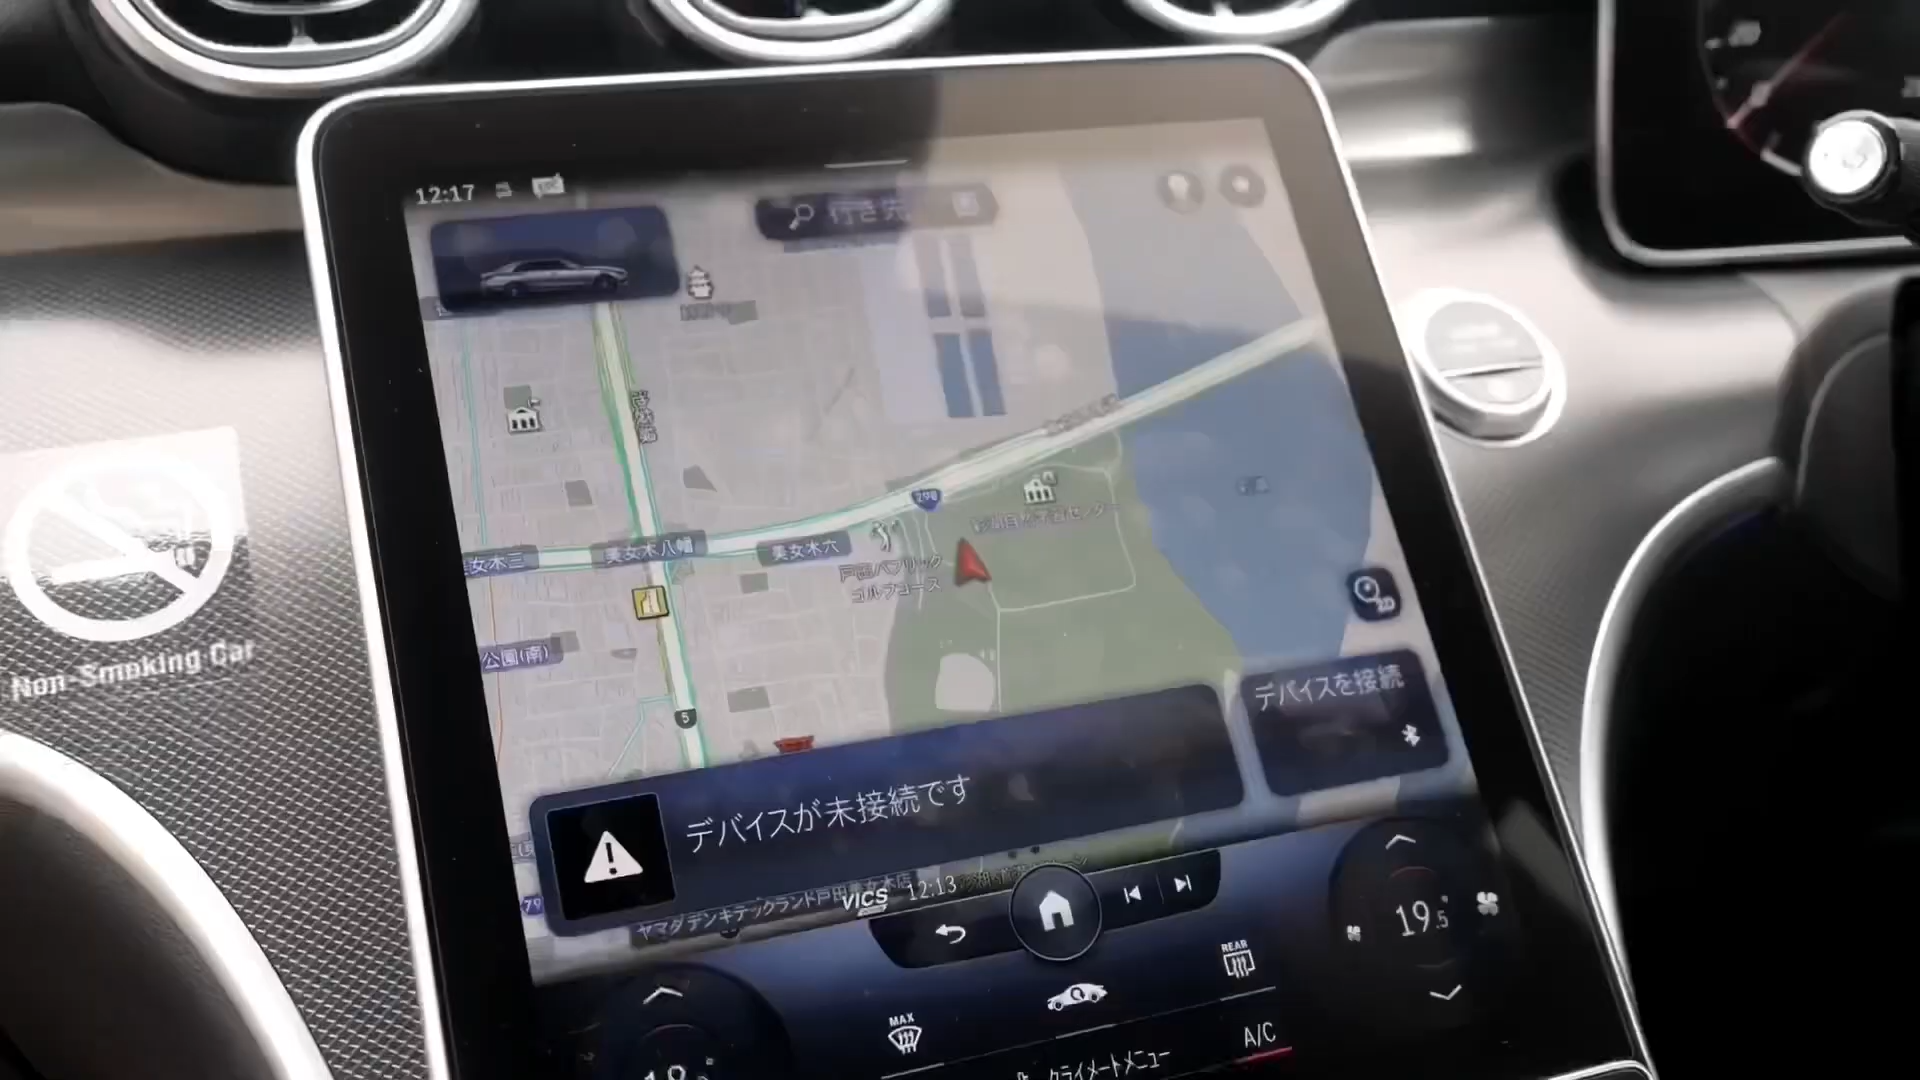 12:17
行き先
298
美女木八幡
美女木六
女木三
戸田パブリック
ゴルフコース
公園(南)
5
デバイスを接続
デバイスが未接続です
79
ヤマダデンキテックランド戸田美女木店
VICS
12:13
19.5
REAR
MAX
A/C
クライメートメニュー
Non-Smoking Car